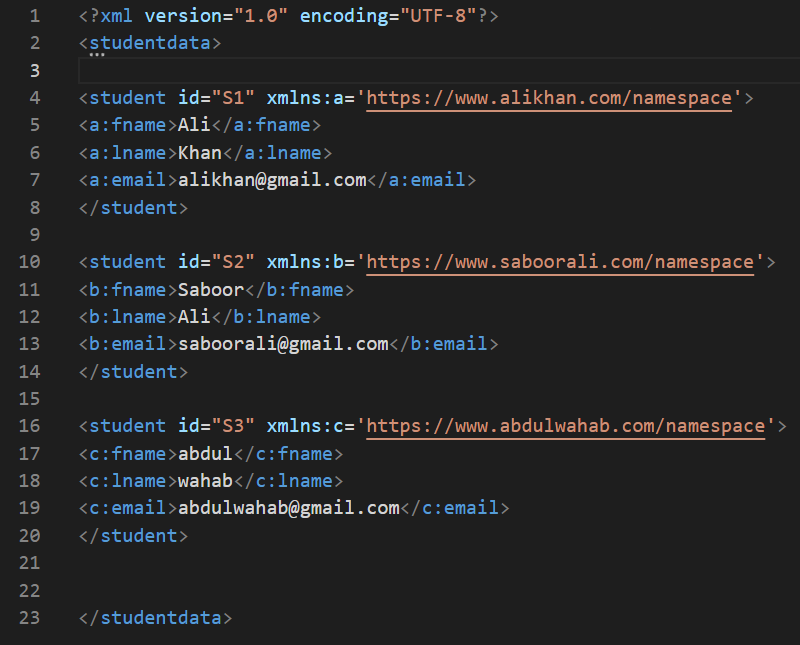 1 <?xml version="1.0" encoding="UTF-8"?>
2 <studentdata>
3
4 <student id="S1" xmlns:a='https://www.alikhan.com/namespace'>
5 <a:fname>Ali</a:fname>
6 <a:lname>Khan</a:lname>
7 <a:email>alikhan@gmail.com</a:email>
8 </student>
9
10 <student id="S2" xmlns:b='https://www.saboorali.com/namespace'>
11 <b:fname>Saboor</b:fname>
12 <b:lname>Ali</b:lname>
13 <b:email>saboorali@gmail.com</b:email>
14 </student>
15
16 <student id="S3" xmlns:c='https://www.abdulwahab.com/namespace'>
17 <c:fname>abdul</c:fname>
18 <c:lname>wahab</c:lname>
19 <c:email>abdulwahab@gmail.com</c:email>
20 </student>
21
22
23 </studentdata>